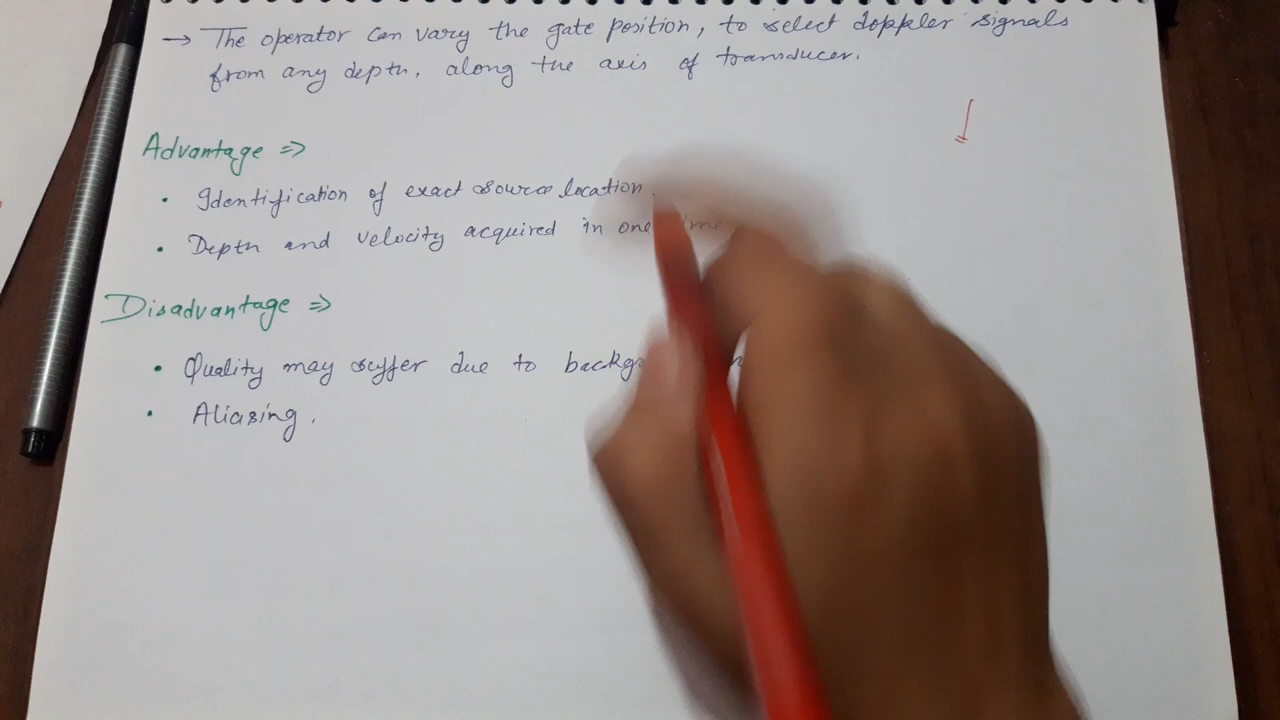 → The operator can vary the gate position, to select doppler signals
from any depth, along the axis of transducer.
Advantage ⇒
• Identification of exact source location.
• Depth and velocity acquired in one
Disadvantage ⇒
• Quality may suffer due to
• Aliasing.